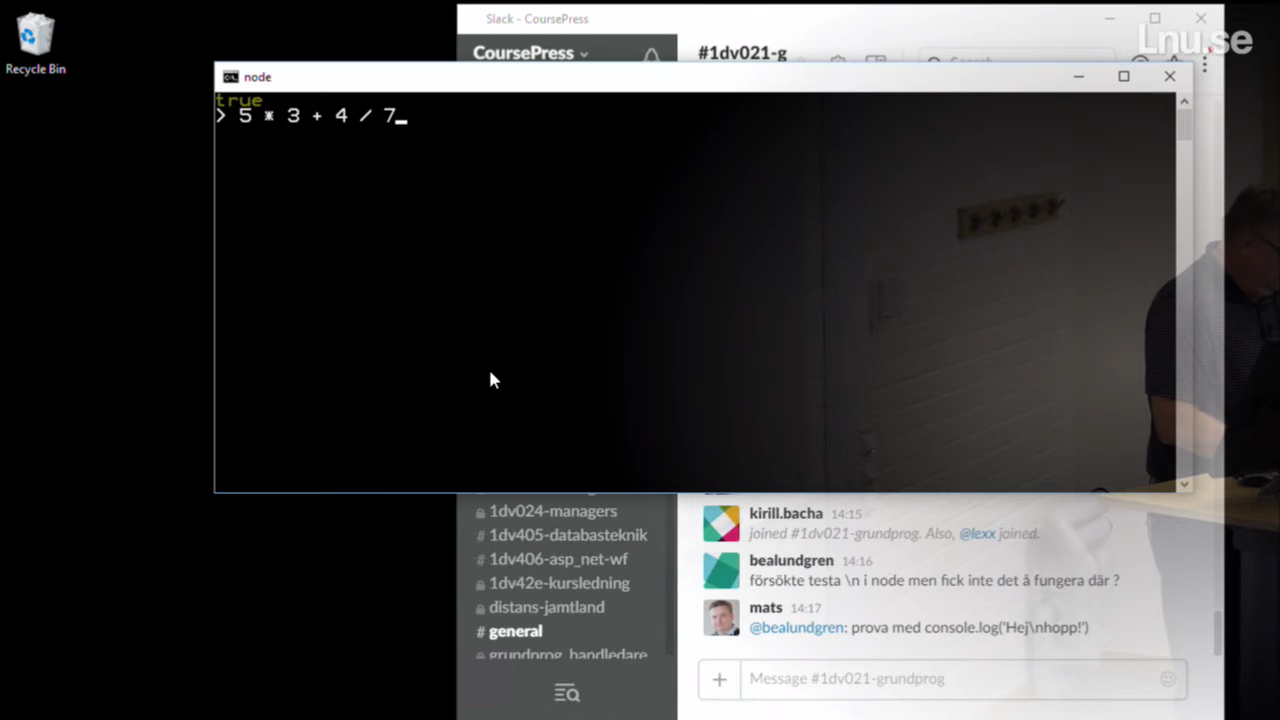 Recycle Bin
Slack - CoursePress
Lnu.se
CoursePress
#1dv021-g
Search
node
true
> 5 * 3 + 4 / 7_
1dv024-managers
# 1dv405-databasteknik
# 1dv406-asp_net-wf
1dv42e-kursledning
distans-jamtland
# general
grundprog_handledare
kirill.bacha 14:15
joined #1dv021-grundprog. Also, @lexx joined.
bealundgren 14:16
försökte testa \n i node men fick inte det å fungera där ?
mats 14:17
@bealundgren: prova med console.log('Hej\nhopp!')
+ Message #1dv021-grundprog